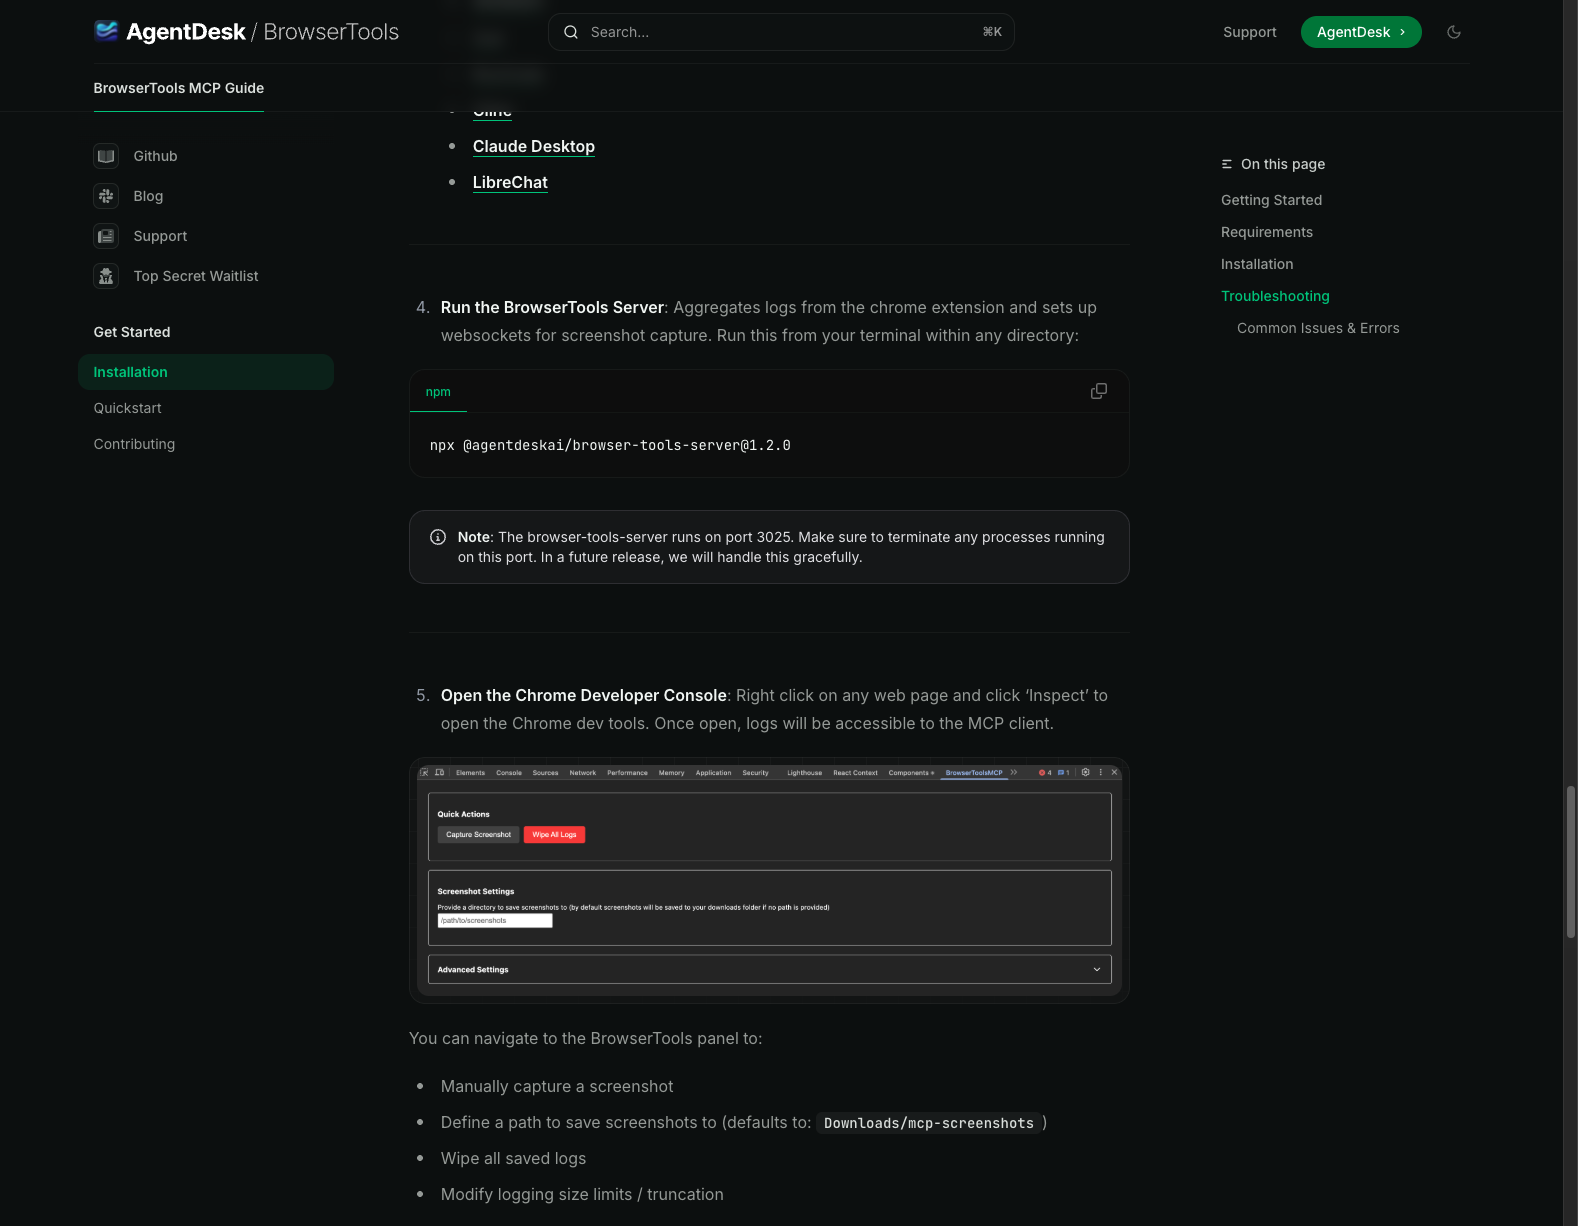 AgentDesk / BrowserTools
Search...
⌘K
Support
AgentDesk
BrowserTools MCP Guide
Github
Blog
Support
Top Secret Waitlist
Get Started
Installation
Quickstart
Contributing
Cline
Claude Desktop
LibreChat
4. Run the BrowserTools Server: Aggregates logs from the chrome extension and sets up
websockets for screenshot capture. Run this from your terminal within any directory:
npm
npx @agentdeskai/browser-tools-server@1.2.0
Note: The browser-tools-server runs on port 3025. Make sure to terminate any processes running
on this port. In a future release, we will handle this gracefully.
5. Open the Chrome Developer Console: Right click on any web page and click ‘Inspect’ to
open the Chrome dev tools. Once open, logs will be accessible to the MCP client.
Elements Console Sources Network Performance Memory Application Security Lighthouse React Context Components BrowserToolsMCP 4 1
Quick Actions
Capture Screenshot Wipe All Logs
Screenshot Settings
Provide a directory to save screenshots to (by default screenshots will be saved to your downloads folder if no path is provided)
/path/to/screenshots
Advanced Settings
You can navigate to the BrowserTools panel to:
Manually capture a screenshot
Define a path to save screenshots to (defaults to: Downloads/mcp-screenshots)
Wipe all saved logs
Modify logging size limits / truncation
On this page
Getting Started
Requirements
Installation
Troubleshooting
Common Issues & Errors